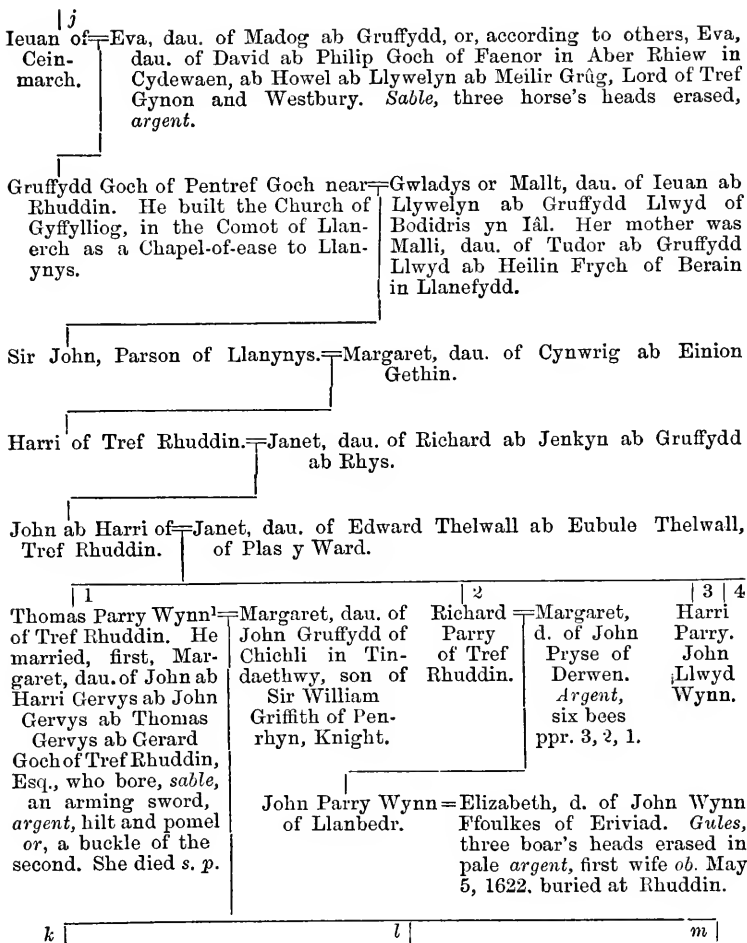 j
Ieuan of=Eva, dau. of Madog ab Gruffydd, or, according to others, Eva,
Cein- dau. of David ab Philip Goch of Faenor in Aber Rhiew in
march. Cydewaen, ab Howel ab Llywelyn ab Meilir Grûg, Lord of Tref
Gynon and Westbury. Sable, three horse's heads erased,
argent.
Gruffydd Goch of Pentref Goch near=Gwladys or Mallt, dau. of Ieuan ab
Rhuddin. He built the Church of Llywelyn ab Gruffydd Llwyd of
Gyffylliog, in the Comot of Llan- Bodidris yn Iâl. Her mother was
erch as a Chapel-of-ease to Llan- Malli, dau. of Tudor ab Gruffydd
ynys. Llwyd ab Heilin Frych of Berain
in Llanefydd.
Sir John, Parson of Llanynys.=Margaret, dau. of Cynwrig ab Einion
Gethin.
Harri of Tref Rhuddin.=Janet, dau. of Richard ab Jenkyn ab Gruffydd
ab Rhys.
John ab Harri of=Janet, dau. of Edward Thelwall ab Eubule Thelwall,
Tref Rhuddin. of Plas y Ward.
1 2 3 4
Thomas Parry Wynn¹=Margaret, dau. of Richard=Margaret, Harri
of Tref Rhuddin. He John Gruffydd of Parry d. of John Parry.
married, first, Mar- Chichli in Tin- of Tref Pryse of John
garet, dau. of John ab daethwy, son of Rhuddin. Derwen. Llwyd
Harri Gervys ab John Sir William Argent, Wynn.
Gervys ab Thomas Griffith of Pen- six bees
Gervys ab Gerard rhyn, Knight. ppr. 3, 2, 1.
Goch of Tref Rhuddin,
Esq., who bore, sable, John Parry Wynn=Elizabeth, d. of John Wynn
an arming sword, of Llanbedr. Ffoulkes of Eriviad. Gules,
argent, hilt and pomel three boar's heads erased in
or, a buckle of the pale argent, first wife ob. May
second. She died s. p. 5, 1622, buried at Rhuddin.
k l m